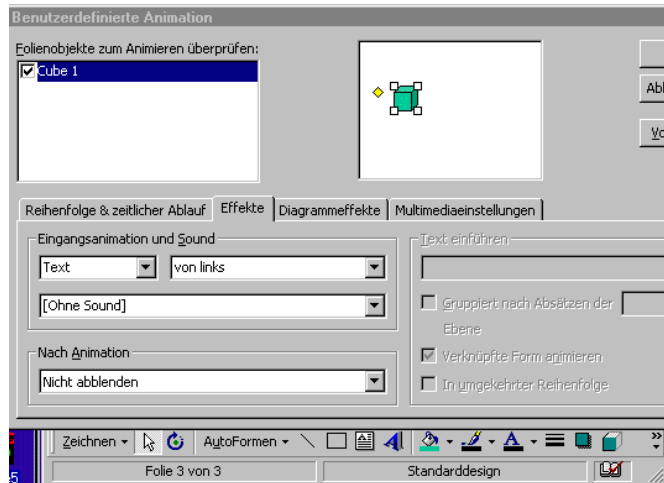 Benutzerdefinierte Animation
Folienobjekte zum Animieren überprüfen:
Cube 1
Abl
Vo
Reihenfolge & zeitlicher Ablauf Effekte Diagrammeffekte Multimediaeinstellungen
Eingangsanimation und Sound
Text von links
[Ohne Sound]
Nach Animation
Nicht abblenden
Text einführen
Gruppiert nach Absätzen der
Ebene
Verknüpfte Form animieren
In umgekehrter Reihenfolge
Zeichnen AutoFormen
5 Folie 3 von 3 Standarddesign